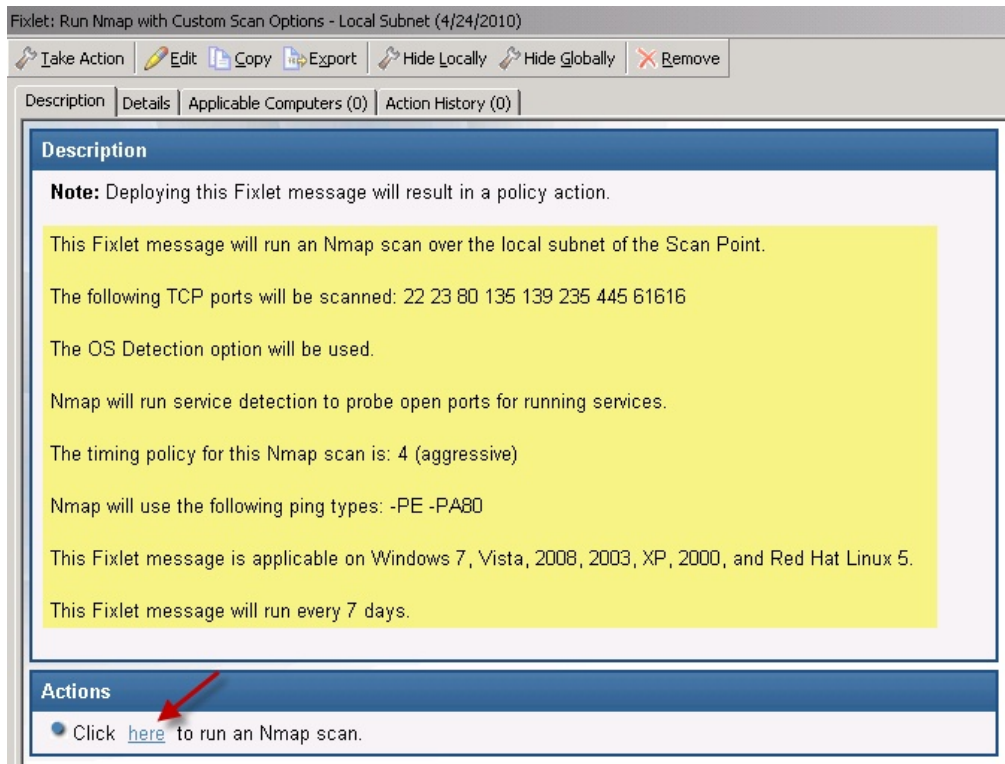 Fixlet: Run Nmap with Custom Scan Options - Local Subnet (4/24/2010)
Take Action Edit Copy Export Hide Locally Hide Globally Remove
Description Details Applicable Computers (0) Action History (0)
Description
Note: Deploying this Fixlet message will result in a policy action.
This Fixlet message will run an Nmap scan over the local subnet of the Scan Point.
The following TCP ports will be scanned: 22 23 80 135 139 235 445 61616
The OS Detection option will be used.
Nmap will run service detection to probe open ports for running services.
The timing policy for this Nmap scan is: 4 (aggressive)
Nmap will use the following ping types: -PE -PA80
This Fixlet message is applicable on Windows 7, Vista, 2008, 2003, XP, 2000, and Red Hat Linux 5.
This Fixlet message will run every 7 days.
Actions
Click here to run an Nmap scan.